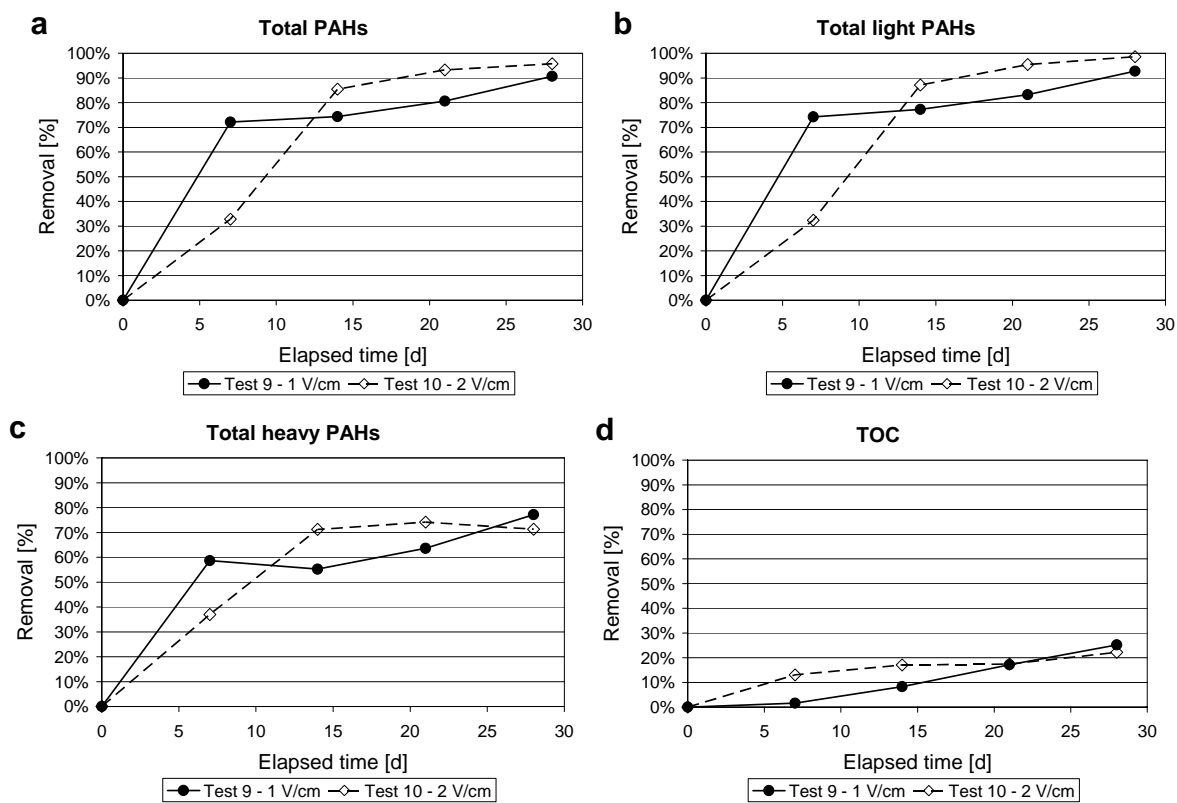 a
Total PAHs
100%
90%
80%
70%
60%
50%
40%
30%
20%
10%
0%
Removal [%]
0 5 10 15 20 25 30
Elapsed time [d]
Test 9 - 1 V/cm Test 10 - 2 V/cm
b
Total light PAHs
100%
90%
80%
70%
60%
50%
40%
30%
20%
10%
0%
Removal [%]
0 5 10 15 20 25 30
Elapsed time [d]
Test 9 - 1 V/cm Test 10 - 2 V/cm
c
Total heavy PAHs
100%
90%
80%
70%
60%
50%
40%
30%
20%
10%
0%
Removal [%]
0 5 10 15 20 25 30
Elapsed time [d]
Test 9 - 1 V/cm Test 10 - 2 V/cm
d
TOC
100%
90%
80%
70%
60%
50%
40%
30%
20%
10%
0%
Removal [%]
0 5 10 15 20 25 30
Elapsed time [d]
Test 9 - 1 V/cm Test 10 - 2 V/cm